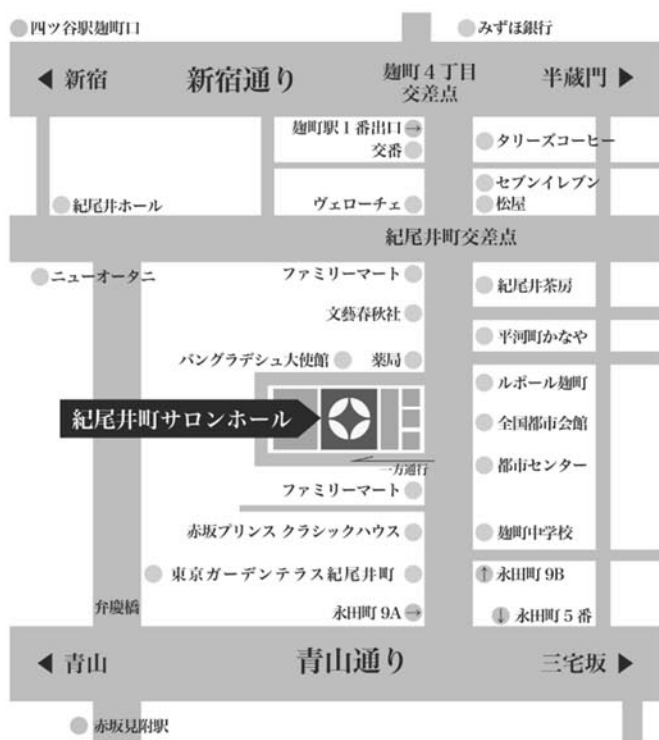 四ツ谷駅麹町口
みずほ銀行
◀ 新宿
新宿通り
麹町4丁目
交差点
半蔵門 ▶
麹町駅1番出口→
交番
タリーズコーヒー
セブンイレブン
紀尾井ホール
ヴェローチェ
松屋
紀尾井町交差点
ニューオータニ
ファミリーマート
紀尾井茶房
文藝春秋社
平河町かなや
バングラデシュ大使館
薬局
ルポール麹町
紀尾井町サロンホール
全国都市会館
都市センター
一方通行
ファミリーマート
赤坂プリンス クラシックハウス
麹町中学校
東京ガーデンテラス紀尾井町
↑ 永田町9B
弁慶橋
永田町9A→
↓ 永田町5番
◀ 青山
青山通り
三宅坂 ▶
赤坂見附駅